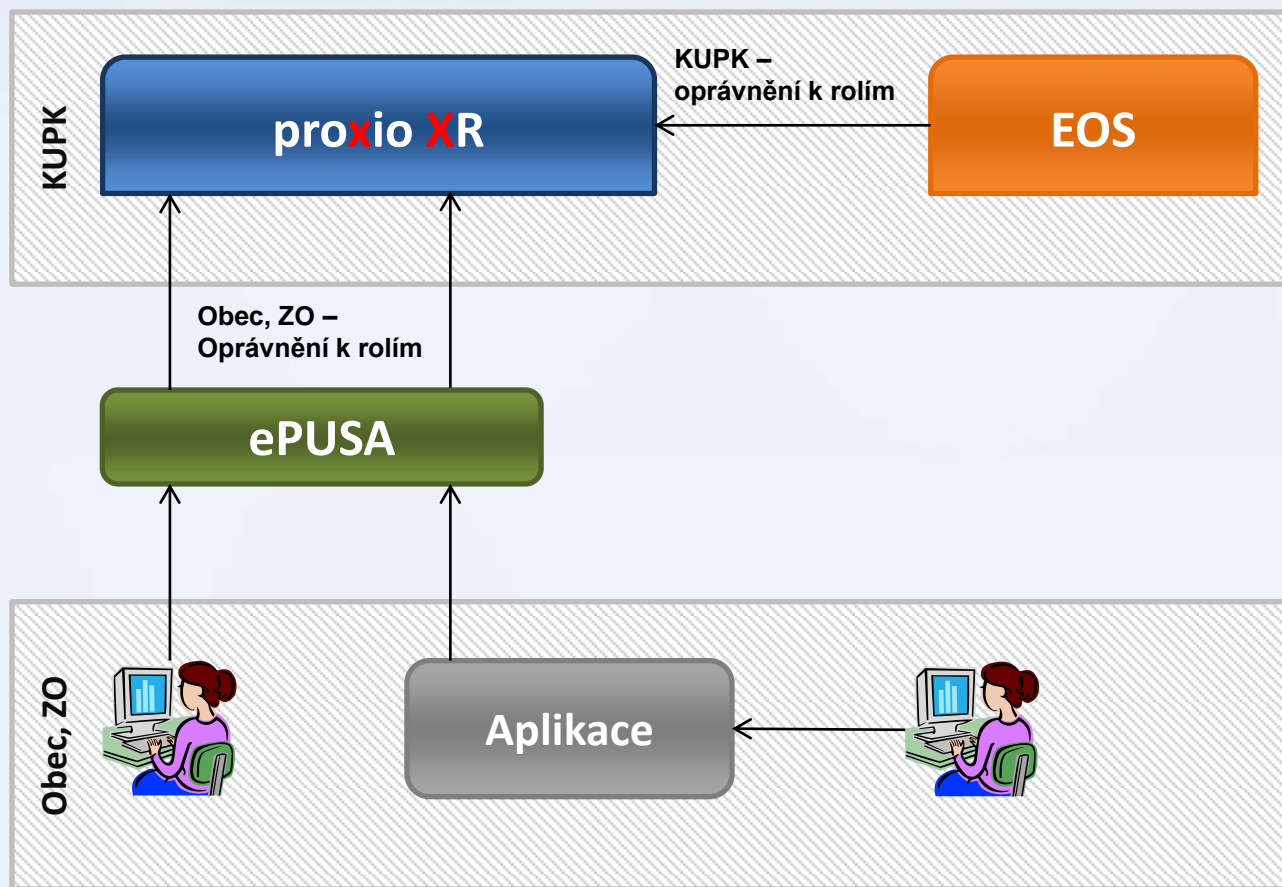 KUPK
proxio XR
KUPK –
oprávnění k rolím
EOS
Obec, ZO –
Oprávnění k rolím
ePUSA
Obec, ZO
Aplikace